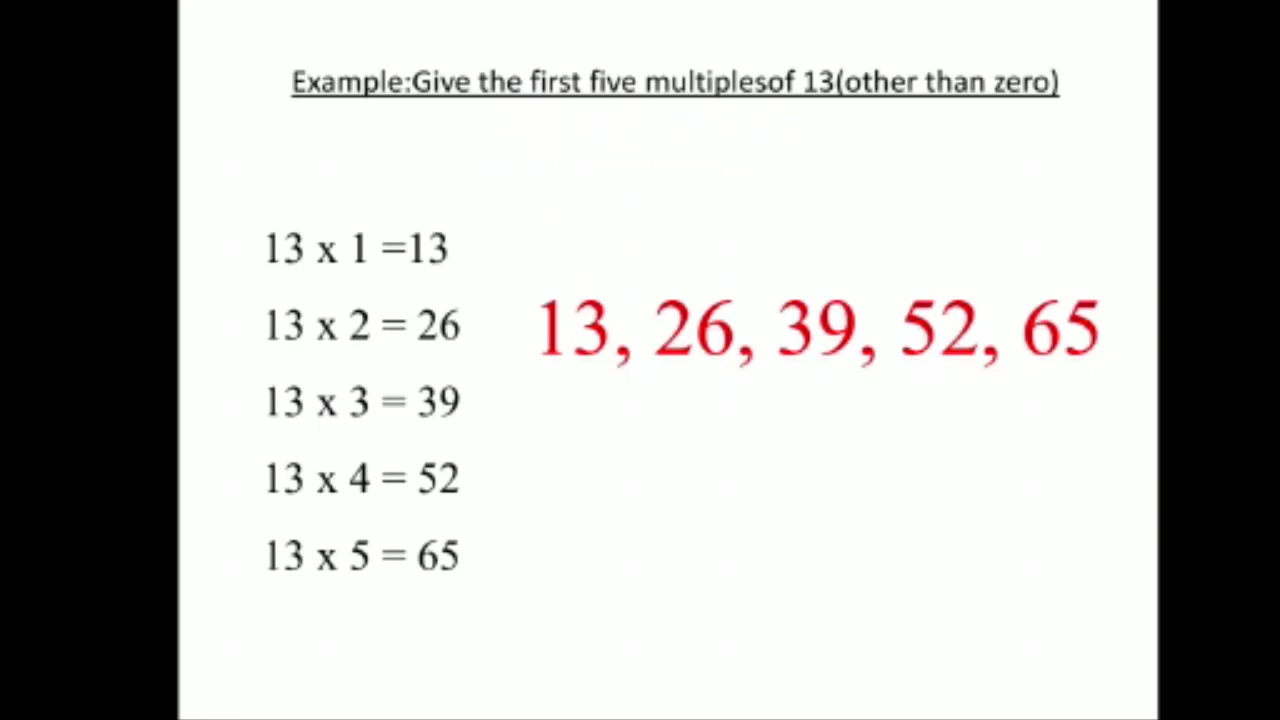 Example:Give the first five multiplesof 13(other than zero)
13 x 1 =13
13 x 2 = 26
13, 26, 39, 52, 65
13 x 3 = 39
13 x 4 = 52
13 x 5 = 65